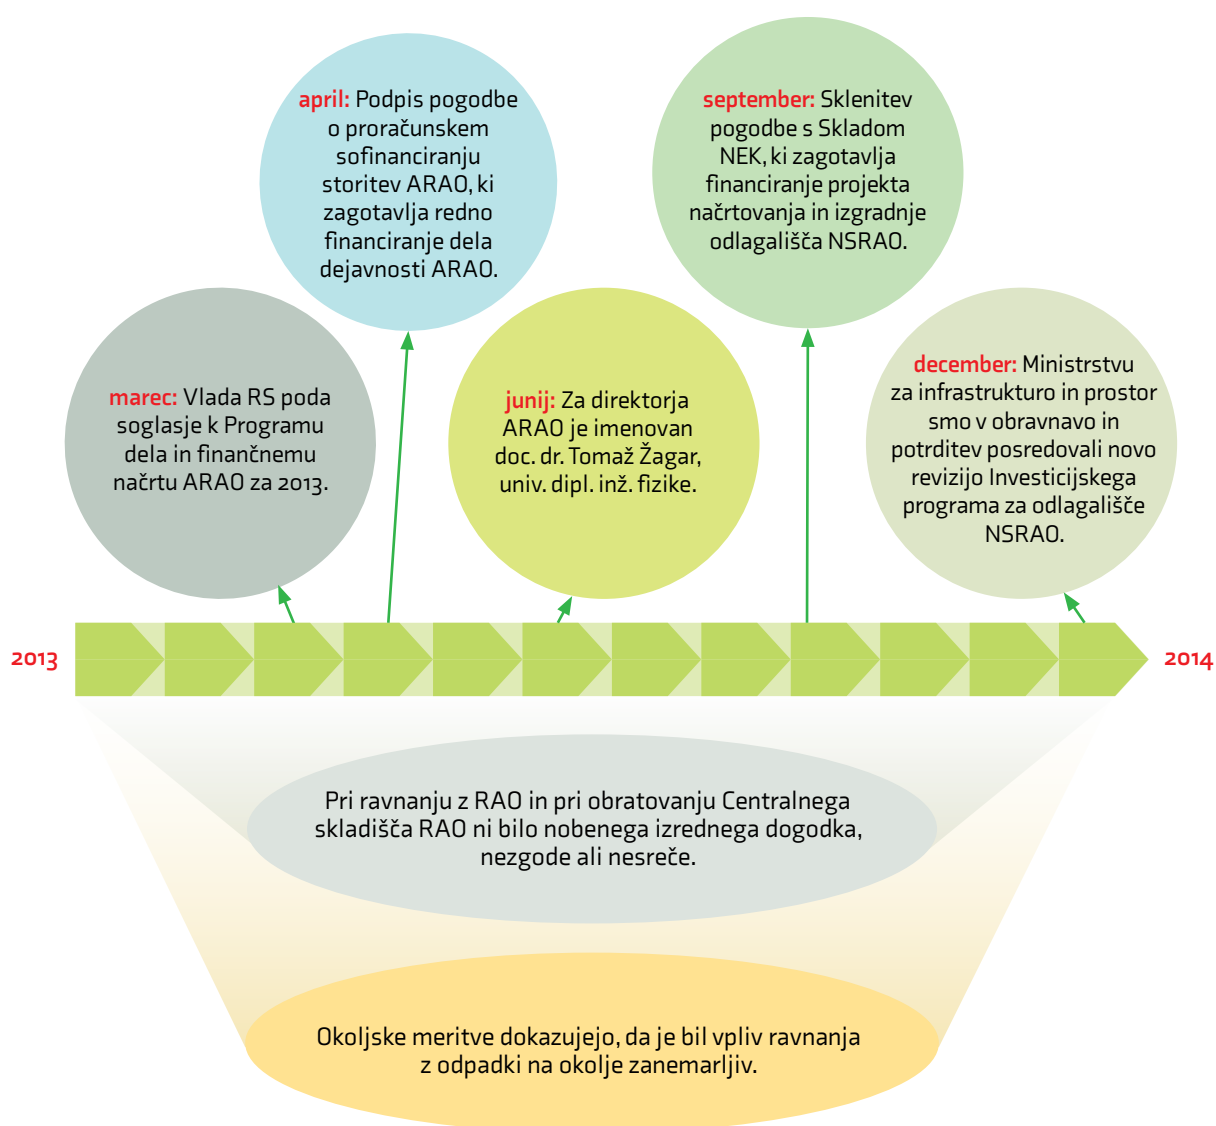 marec: Vlada RS poda
soglasje k Programu
dela in finančnemu
načrtu ARAO za 2013.
april: Podpis pogodbe
o proračunskem
sofinanciranju
storitev ARAO, ki
zagotavlja redno
financiranje dela
dejavnosti ARAO.
junij: Za direktorja
ARAO je imenovan
doc. dr. Tomaž Žagar,
univ. dipl. inž. fizike.
september: Sklenitev
pogodbe s Skladom
NEK, ki zagotavlja
financiranje projekta
načrtovanja in izgradnje
odlagališča NSRAO.
december: Ministrstvu
za infrastrukturo in prostor
smo v obravnavo in
potrditev posredovali novo
revizijo Investicijskega
programa za odlagališče
NSRAO.
2013
2014
Pri ravnanju z RAO in pri obratovanju Centralnega
skladišča RAO ni bilo nobenega izrednega dogodka,
nezgode ali nesreče.
Okoljske meritve dokazujejo, da je bil vpliv ravnanja
z odpadki na okolje zanemarljiv.